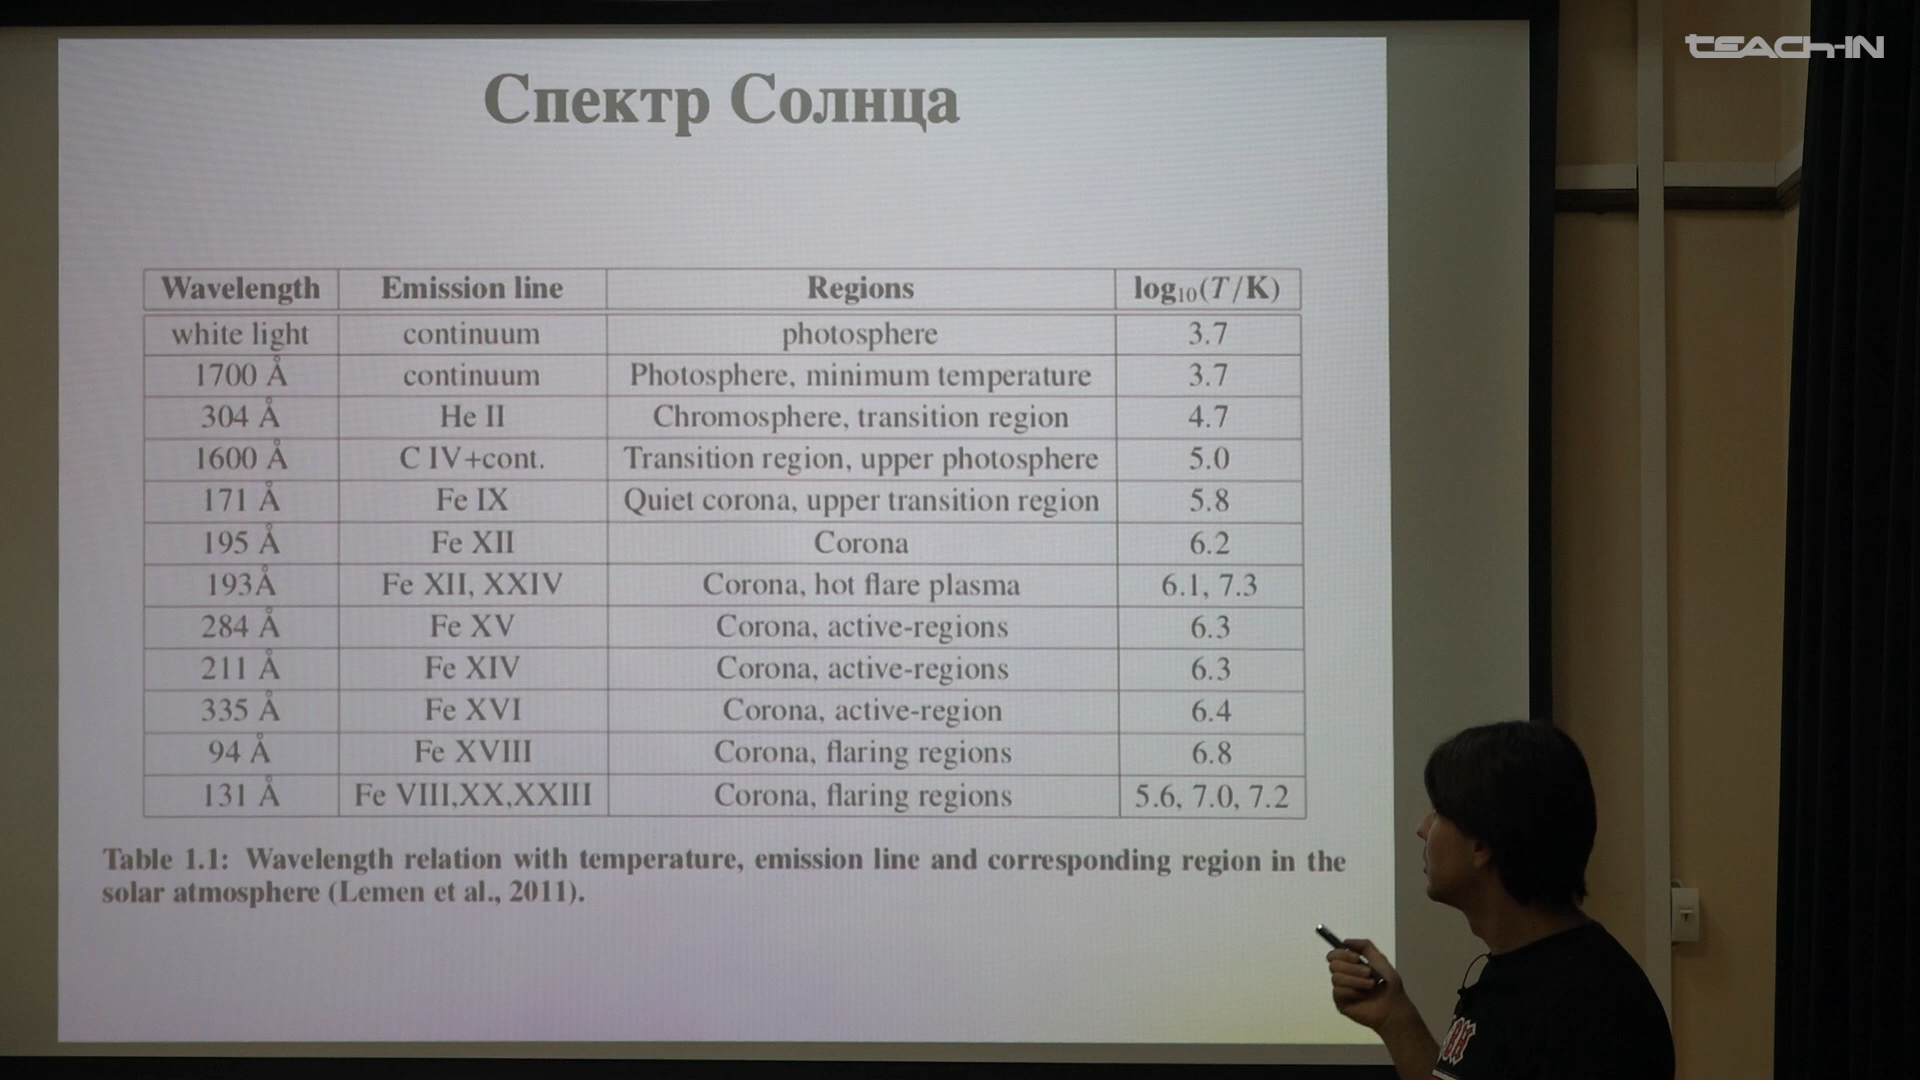 TEACH-IN
Спектр Солнца
Wavelength Emission line Regions log₁₀(T/K)
white light continuum photosphere 3.7
1700 Å continuum Photosphere, minimum temperature 3.7
304 Å He II Chromosphere, transition region 4.7
1600 Å C IV+cont. Transition region, upper photosphere 5.0
171 Å Fe IX Quiet corona, upper transition region 5.8
195 Å Fe XII Corona 6.2
193Å Fe XII, XXIV Corona, hot flare plasma 6.1, 7.3
284 Å Fe XV Corona, active-regions 6.3
211 Å Fe XIV Corona, active-regions 6.3
335 Å Fe XVI Corona, active-region 6.4
94 Å Fe XVIII Corona, flaring regions 6.8
131 Å Fe VIII,XX,XXIII Corona, flaring regions 5.6, 7.0, 7.2
Table 1.1: Wavelength relation with temperature, emission line and corresponding region in the
solar atmosphere (Lemen et al., 2011).